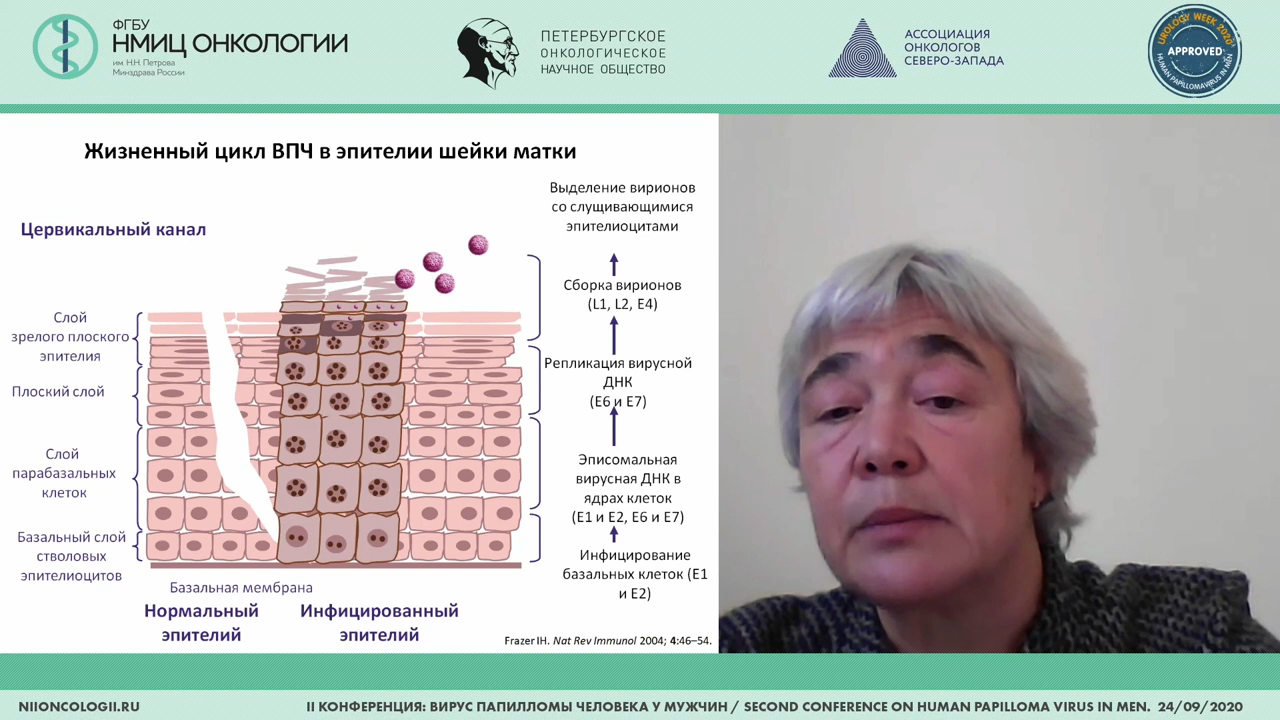 ФГБУ
НМИЦ ОНКОЛОГИИ
им. Н.Н. Петрова
Минздрава России
ПЕТЕРБУРГСКОЕ
ОНКОЛОГИЧЕСКОЕ
НАУЧНОЕ ОБЩЕСТВО
АССОЦИАЦИЯ
ОНКОЛОГОВ
СЕВЕРО-ЗАПАДА
UROLOGY WEEK 2020
APPROVED
HUMAN PAPILLOMAVIRUS IN MEN
Жизненный цикл ВПЧ в эпителии шейки матки
Цервикальный канал
Слой
зрелого плоского
эпителия
Плоский слой
Слой
парабазальных
клеток
Базальный слой
стволовых
эпителиоцитов
Базальная мембрана
Нормальный
эпителий
Инфицированный
эпителий
Выделение вирионов
со слущивающимися
эпителиоцитами
Сборка вирионов
(L1, L2, E4)
Репликация вирусной
ДНК
(E6 и E7)
Эписомальная
вирусная ДНК в
ядрах клеток
(E1 и E2, E6 и E7)
Инфицирование
базальных клеток (E1
и E2)
Frazer IH. Nat Rev Immunol 2004; 4:46–54.
NIIONCOLOGII.RU
II КОНФЕРЕНЦИЯ: ВИРУС ПАПИЛЛОМЫ ЧЕЛОВЕКА У МУЖЧИН / SECOND CONFERENCE ON HUMAN PAPILLOMA VIRUS IN MEN. 24/09/2020